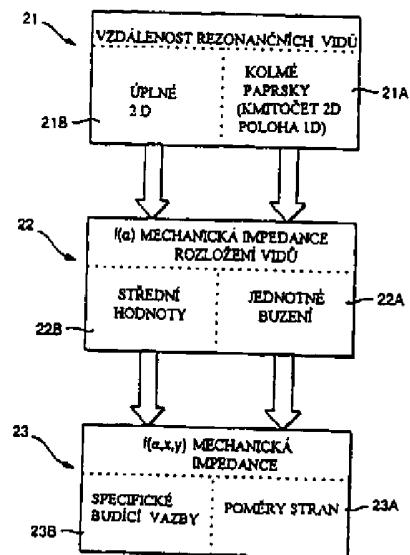 21
VZDÁLENOST REZONANČNÍCH VIDŮ
ÚPLNÉ
2 D
21B
KOLMÉ
PAPRSKY
(KMITOČET 2D
POLOHA 1D)
21A
22
f(α) MECHANICKÁ IMPEDANCE
ROZLOŽENÍ VIDŮ
STŘEDNÍ
HODNOTY
22B
JEDNOTNÉ
BUZENÍ
22A
23
f(α,x,y) MECHANICKÁ
IMPEDANCE
SPECIFICKÉ
BUDÍCÍ VAZBY
23B
POMĚRY STRAN
23A